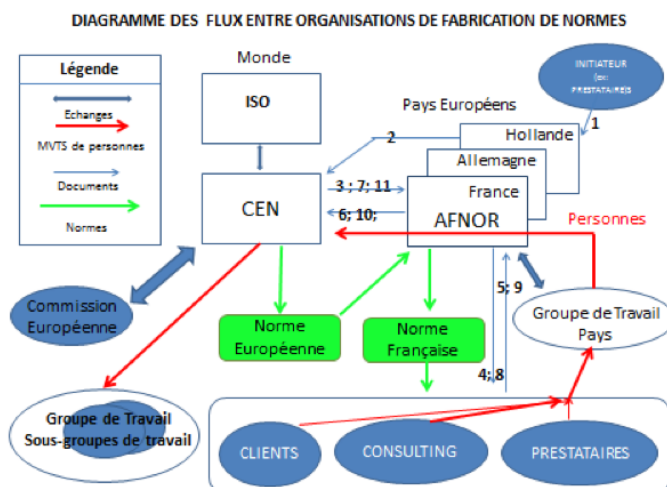 DIAGRAMME DES FLUX ENTRE ORGANISATIONS DE FABRICATION DE NORMES
Légende
Echanges
MVTS de personnes
Documents
Normes
Monde
ISO
INITIATEUR
(ex:
PRESTATAIRE)S
1
Pays Européens
2
Hollande
Allemagne
France
AFNOR
CEN
3 ; 7; 11
6; 10;
Personnes
Commission
Européenne
5; 9
Groupe de Travail
Pays
Norme
Européenne
Norme
Française
4; 8
Groupe de Travail
Sous-groupes de travail
CLIENTS
CONSULTING
PRESTATAIRES